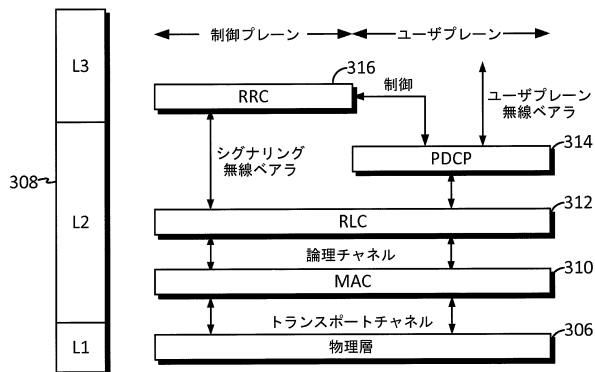 制御プレーン
ユーザプレーン
L3
316
RRC
制御
ユーザプレーン
無線ベアラ
シグナリング
無線ベアラ
314
PDCP
308
L2
312
RLC
論理チャネル
310
MAC
トランスポートチャネル
306
L1
物理層